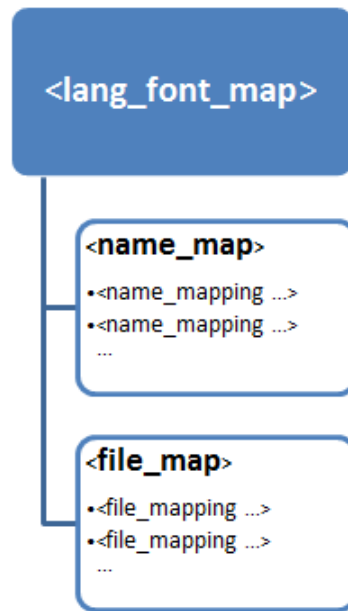 <lang_font_map>
<name_map>
•<name_mapping ...>
•<name_mapping ...>
...
<file_map>
•<file_mapping ...>
•<file_mapping ...>
...